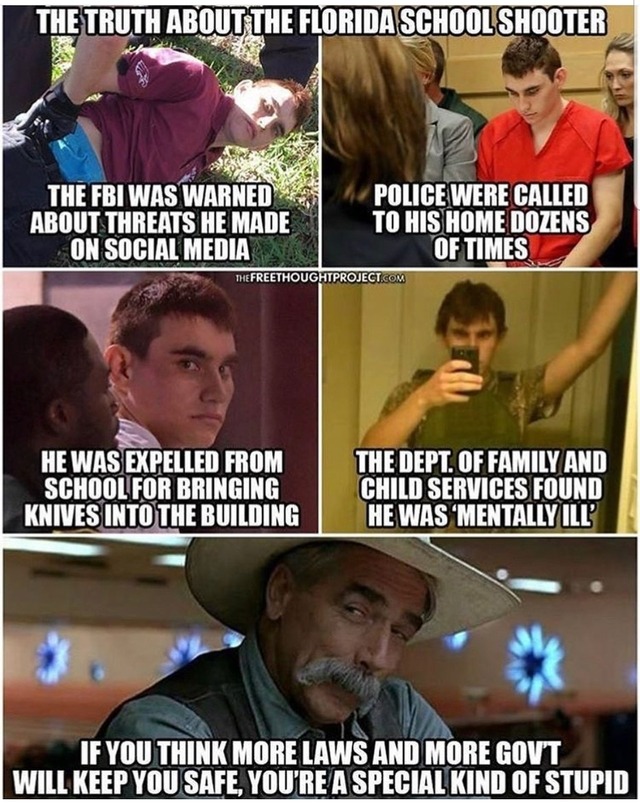 THE TRUTH ABOUT THE FLORIDA SCHOOL SHOOTER
THE FBI WAS WARNED
ABOUT THREATS HE MADE
ON SOCIAL MEDIA
POLICE WERE CALLED
TO HIS HOME DOZENS
OF TIMES
THEFREETHOUGHTPROJECT.COM
HE WAS EXPELLED FROM
SCHOOL FOR BRINGING
KNIVES INTO THE BUILDING
THE DEPT. OF FAMILY AND
CHILD SERVICES FOUND
HE WAS 'MENTALLY ILL'
IF YOU THINK MORE LAWS AND MORE GOV'T
WILL KEEP YOU SAFE, YOU'RE A SPECIAL KIND OF STUPID